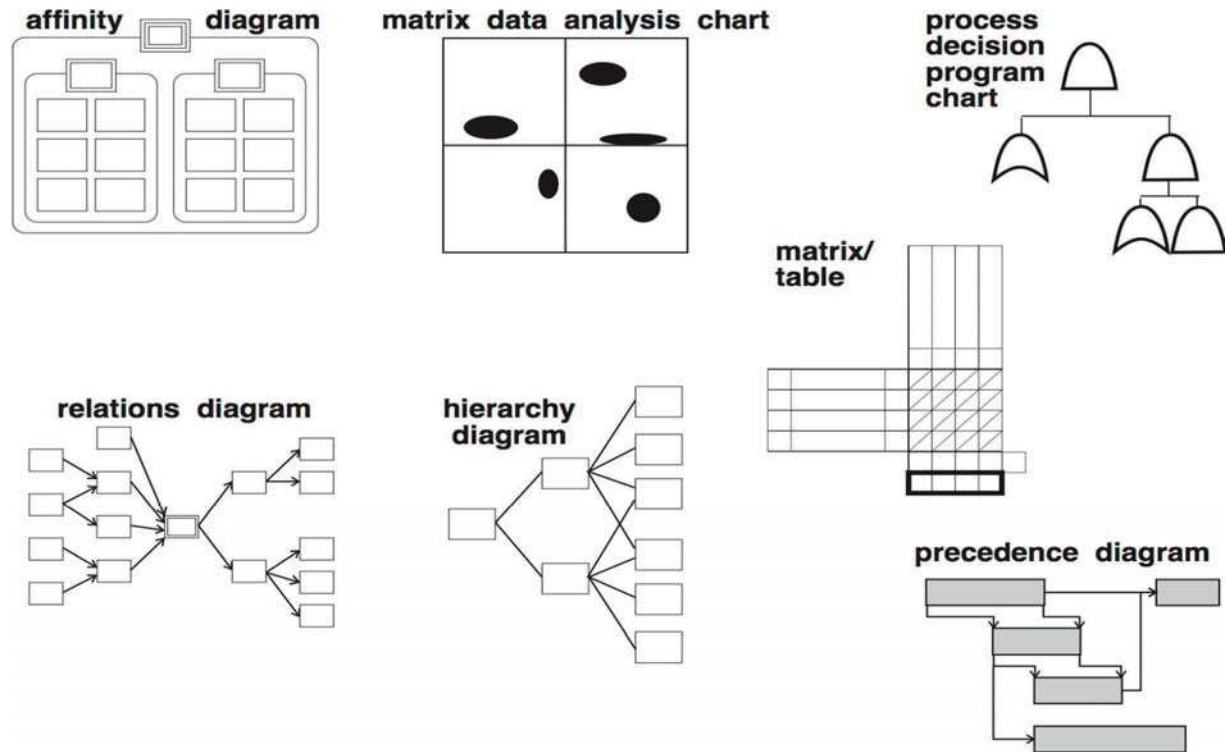 affinity diagram
matrix data analysis chart
process
decision
program
chart
matrix/
table
relations diagram
hierarchy
diagram
precedence diagram